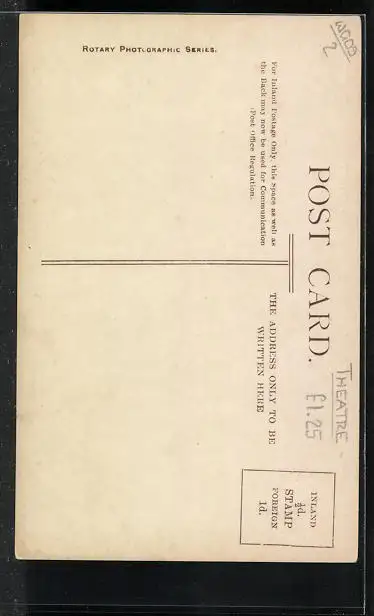 WOOD
2
ROTARY PHOTOGRAPHIC SERIES.
POST CARD.
THEATRE -
£1.25
For Inland Postage Only, this Space as well as
the Back may now be used for Communication
(Post Office Regulation.
THE ADDRESS ONLY TO BE
WRITTEN HERE
INLAND
½d.
STAMP
FOREIGN
1d.